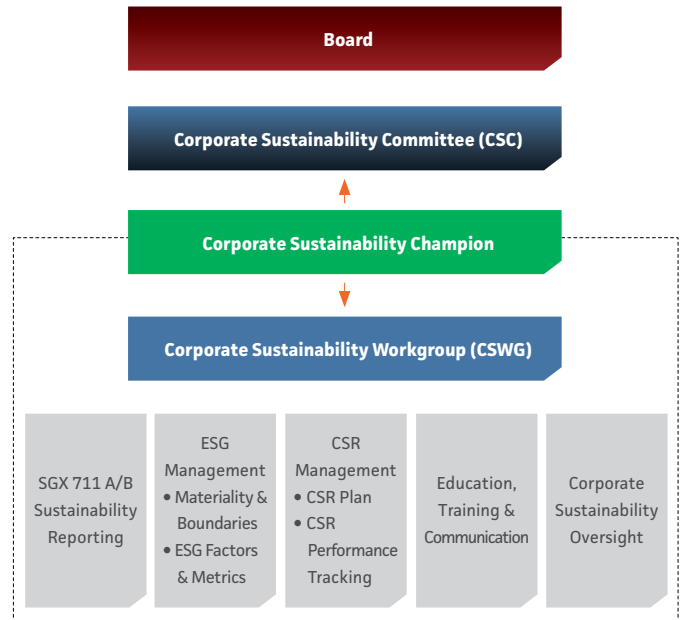 Board
Corporate Sustainability Committee (CSC)
Corporate Sustainability Champion
Corporate Sustainability Workgroup (CSWG)
SGX 711 A/B
Sustainability
Reporting
ESG
Management
• Materiality &
Boundaries
• ESG Factors
& Metrics
CSR
Management
• CSR Plan
• CSR
Performance
Tracking
Education,
Training &
Communication
Corporate
Sustainability
Oversight